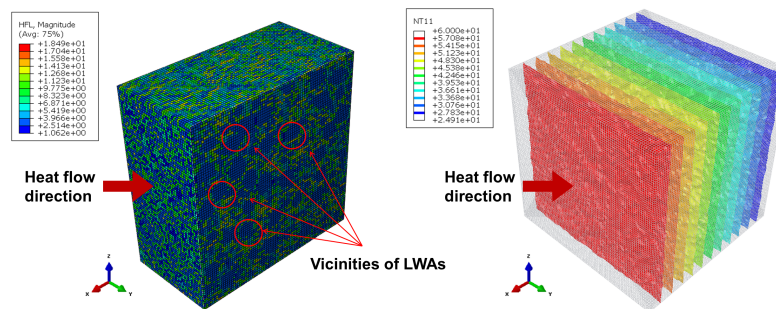 HFL, Magnitude
(Avg: 75%)
+1.849e+01
+1.704e+01
+1.558e+01
+1.413e+01
+1.268e+01
+1.123e+01
+9.775e+00
+8.323e+00
+6.871e+00
+5.419e+00
+3.966e+00
+2.514e+00
+1.062e+00
Heat flow
direction
Vicinities of LWAs
Z
X
Y
NT11
+6.000e+01
+5.708e+01
+5.415e+01
+5.123e+01
+4.830e+01
+4.538e+01
+4.246e+01
+3.953e+01
+3.661e+01
+3.368e+01
+3.076e+01
+2.783e+01
+2.491e+01
Heat flow
direction
Z
X
Y